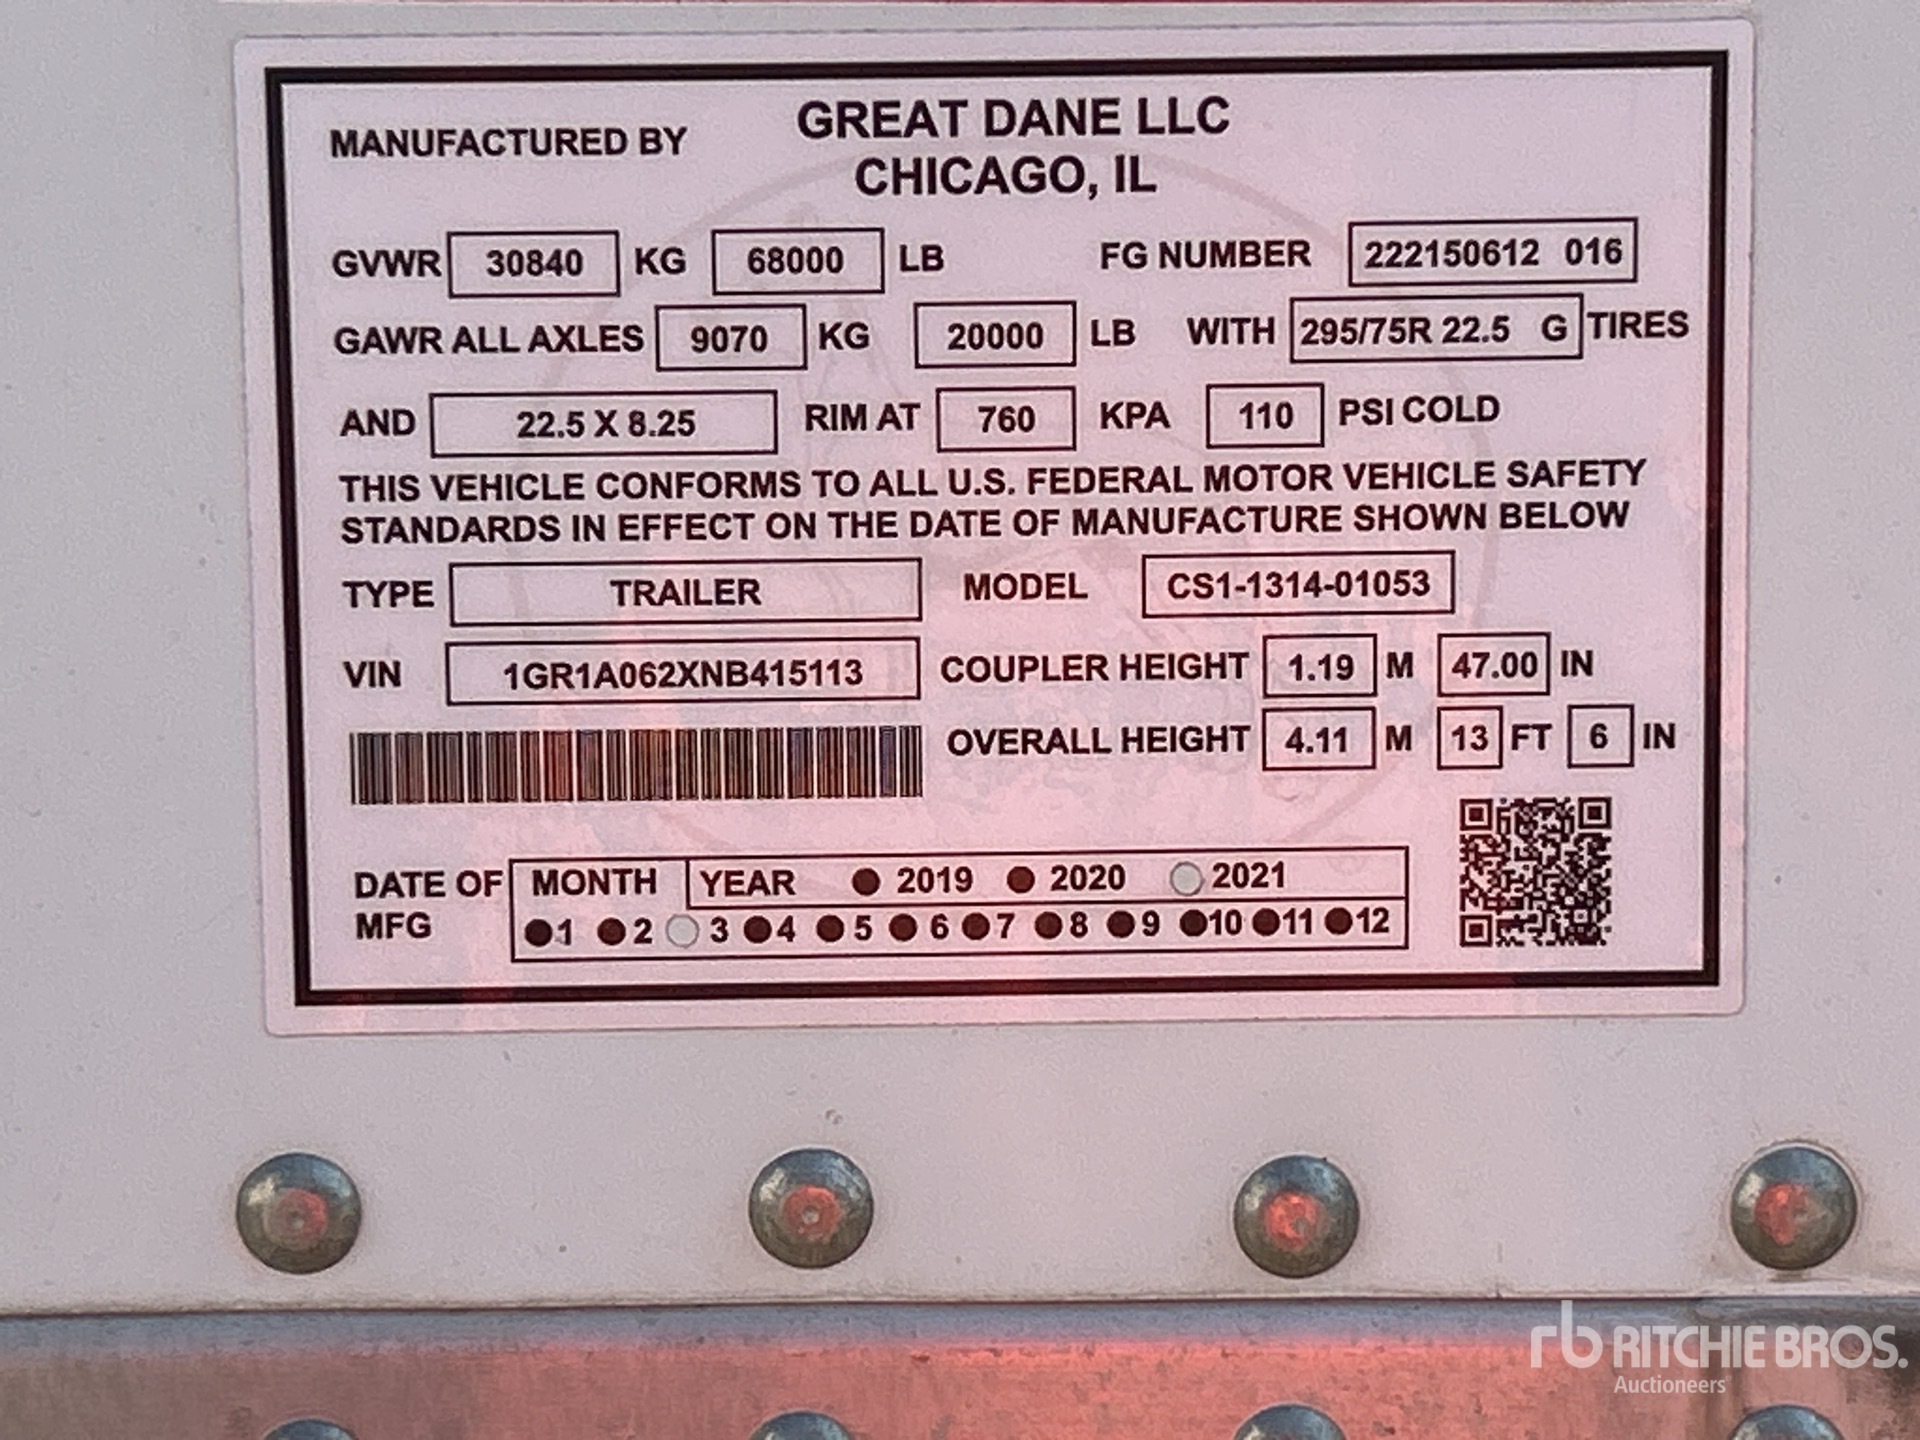 MANUFACTURED BY GREAT DANE LLC
CHICAGO, IL
GVWR 30840 KG 68000 LB FG NUMBER 222150612 016
GAWR ALL AXLES 9070 KG 20000 LB WITH 295/75R 22.5 G TIRES
AND 22.5 X 8.25 RIM AT 760 KPA 110 PSI COLD
THIS VEHICLE CONFORMS TO ALL U.S. FEDERAL MOTOR VEHICLE SAFETY
STANDARDS IN EFFECT ON THE DATE OF MANUFACTURE SHOWN BELOW
TYPE TRAILER MODEL CS1-1314-01053
VIN 1GR1A062XNB415113 COUPLER HEIGHT 1.19 M 47.00 IN
OVERALL HEIGHT 4.11 M 13 FT 6 IN
DATE OF MONTH YEAR 2019 2020 2021
MFG 1 2 3 4 5 6 7 8 9 10 11 12
rb RITCHIE BROS.
Auctioneers